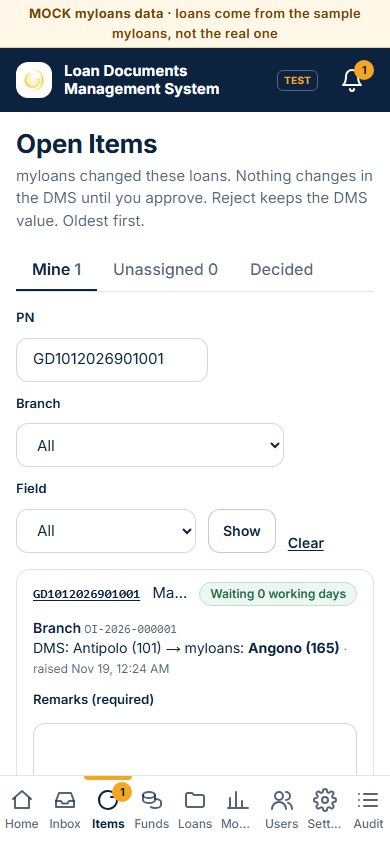 MOCK myloans data · loans come from the sample
myloans, not the real one
Loan Documents
Management System
TEST
1
Open Items
myloans changed these loans. Nothing changes in
the DMS until you approve. Reject keeps the DMS
value. Oldest first.
Mine 1 Unassigned 0 Decided
PN
GD1012026901001
Branch
All
Field
All Show Clear
GD1012026901001 Ma... Waiting 0 working days
Branch OI-2026-000001
DMS: Antipolo (101) → myloans: Angono (165) ·
raised Nov 19, 12:24 AM
Remarks (required)
1
Home Inbox Items Funds Loans Mo... Users Sett... Audit